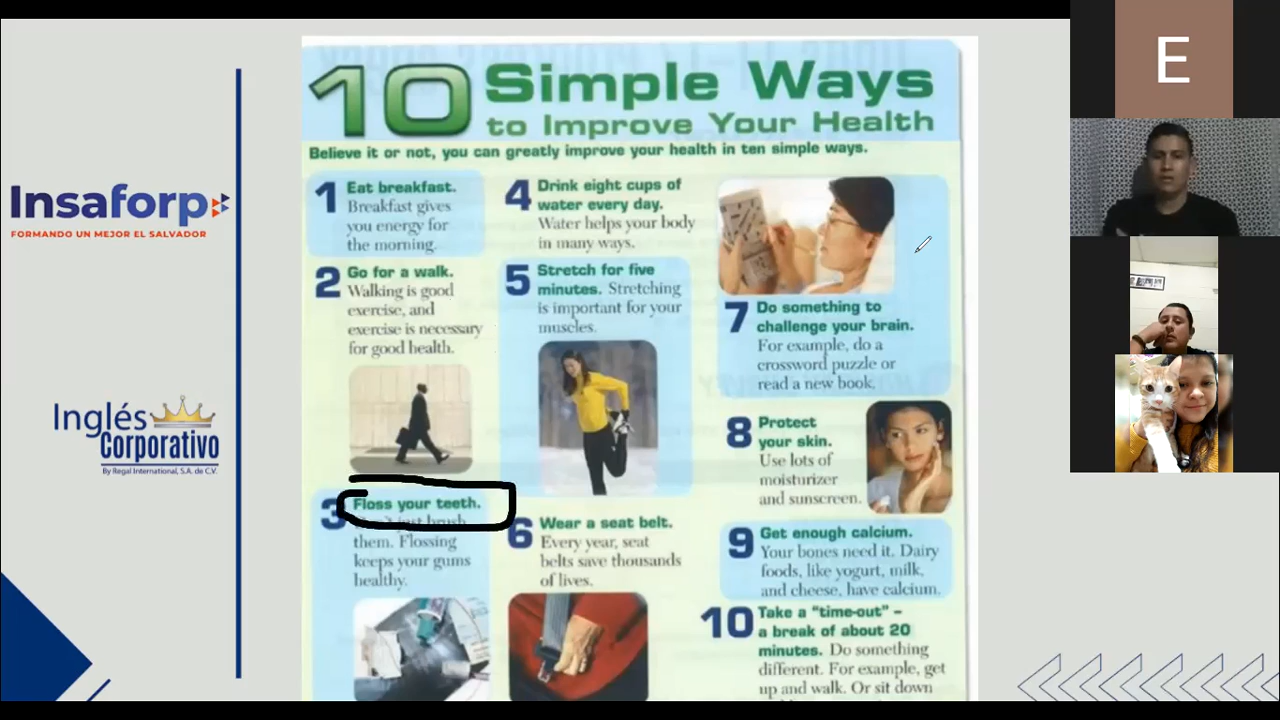 Insaforp
FORMANDO UN MEJOR EL SALVADOR
Inglés
Corporativo
By Regal International, S.A. de C.V.
10 Simple Ways
to Improve Your Health
Believe it or not, you can greatly improve your health in ten simple ways.
1 Eat breakfast.
Breakfast gives
you energy for
the morning.
2 Go for a walk.
Walking is good
exercise, and
exercise is necessary
for good health.
3 Floss your teeth.
Don't just brush
them. Flossing
keeps your gums
healthy.
4 Drink eight cups of
water every day.
Water helps your body
in many ways.
5 Stretch for five
minutes. Stretching
is important for your
muscles.
6 Wear a seat belt.
Every year, seat
belts save thousands
of lives.
7 Do something to
challenge your brain.
For example, do a
crossword puzzle or
read a new book.
8 Protect
your skin.
Use lots of
moisturizer
and sunscreen.
9 Get enough calcium.
Your bones need it. Dairy
foods, like yogurt, milk,
and cheese, have calcium.
10 Take a “time-out” –
a break of about 20
minutes. Do something
different. For example, get
up and walk. Or sit down
E